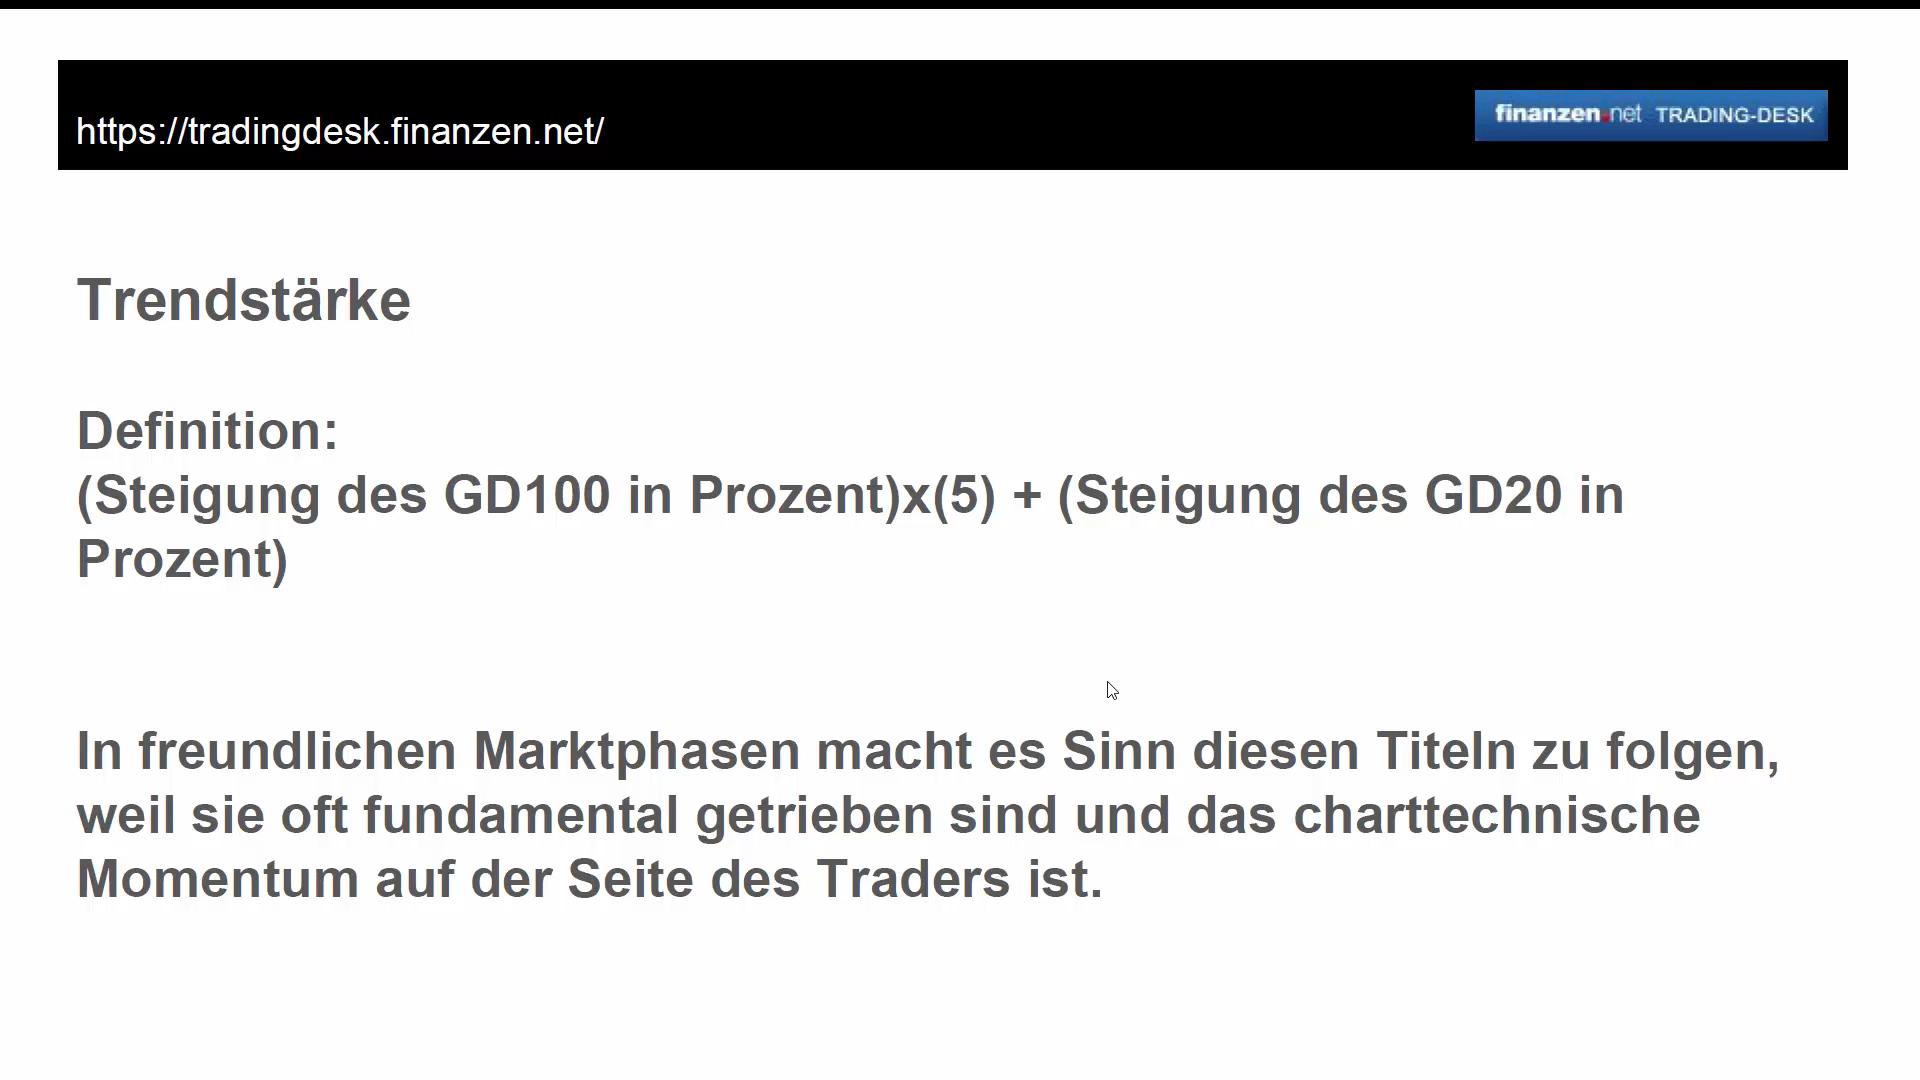 https://tradingdesk.finanzen.net/
finanzen.net TRADING-DESK
Trendstärke
Definition:
(Steigung des GD100 in Prozent)x(5) + (Steigung des GD20 in
Prozent)
In freundlichen Marktphasen macht es Sinn diesen Titeln zu folgen,
weil sie oft fundamental getrieben sind und das charttechnische
Momentum auf der Seite des Traders ist.